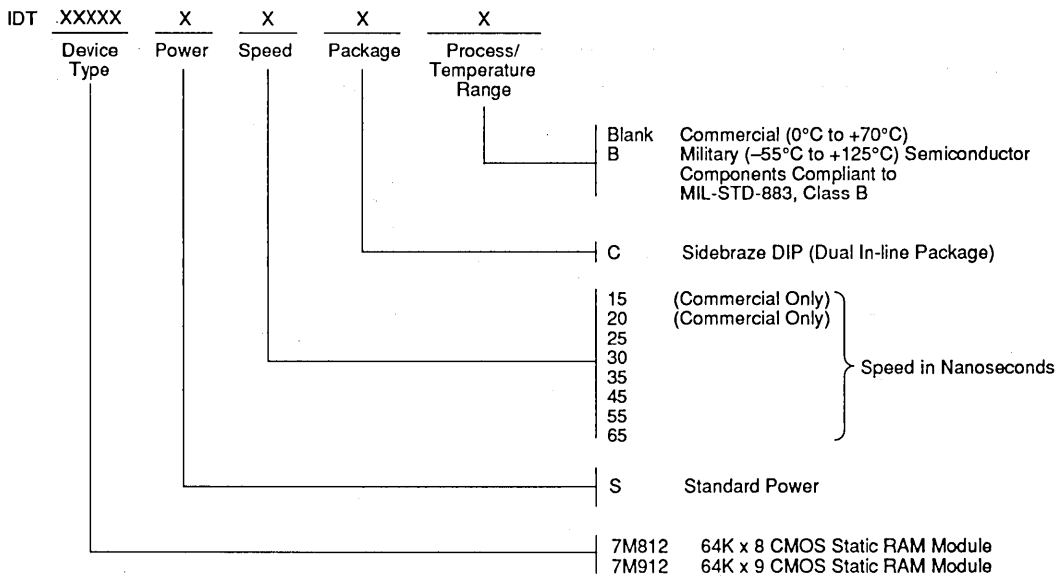 IDT XXXXX X X X X
Device Type Power Speed Package Process/ Temperature Range
Blank Commercial (0°C to +70°C)
B Military (–55°C to +125°C) Semiconductor
Components Compliant to
MIL-STD-883, Class B
C Sidebraze DIP (Dual In-line Package)
15 (Commercial Only)
20 (Commercial Only)
25
30
35
45
55
65
Speed in Nanoseconds
S Standard Power
7M812 64K x 8 CMOS Static RAM Module
7M912 64K x 9 CMOS Static RAM Module